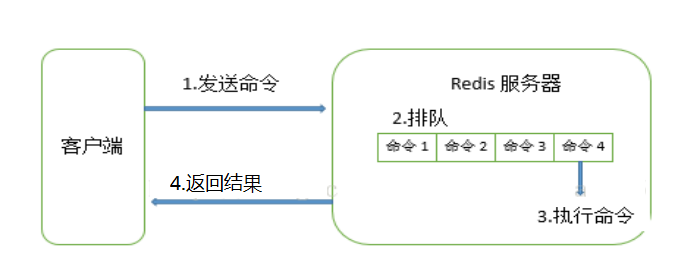 1.发送命令
Redis 服务器
2.排队
命令 1 命令 2 命令 3 命令 4
客户端
4.返回结果
3.执行命令